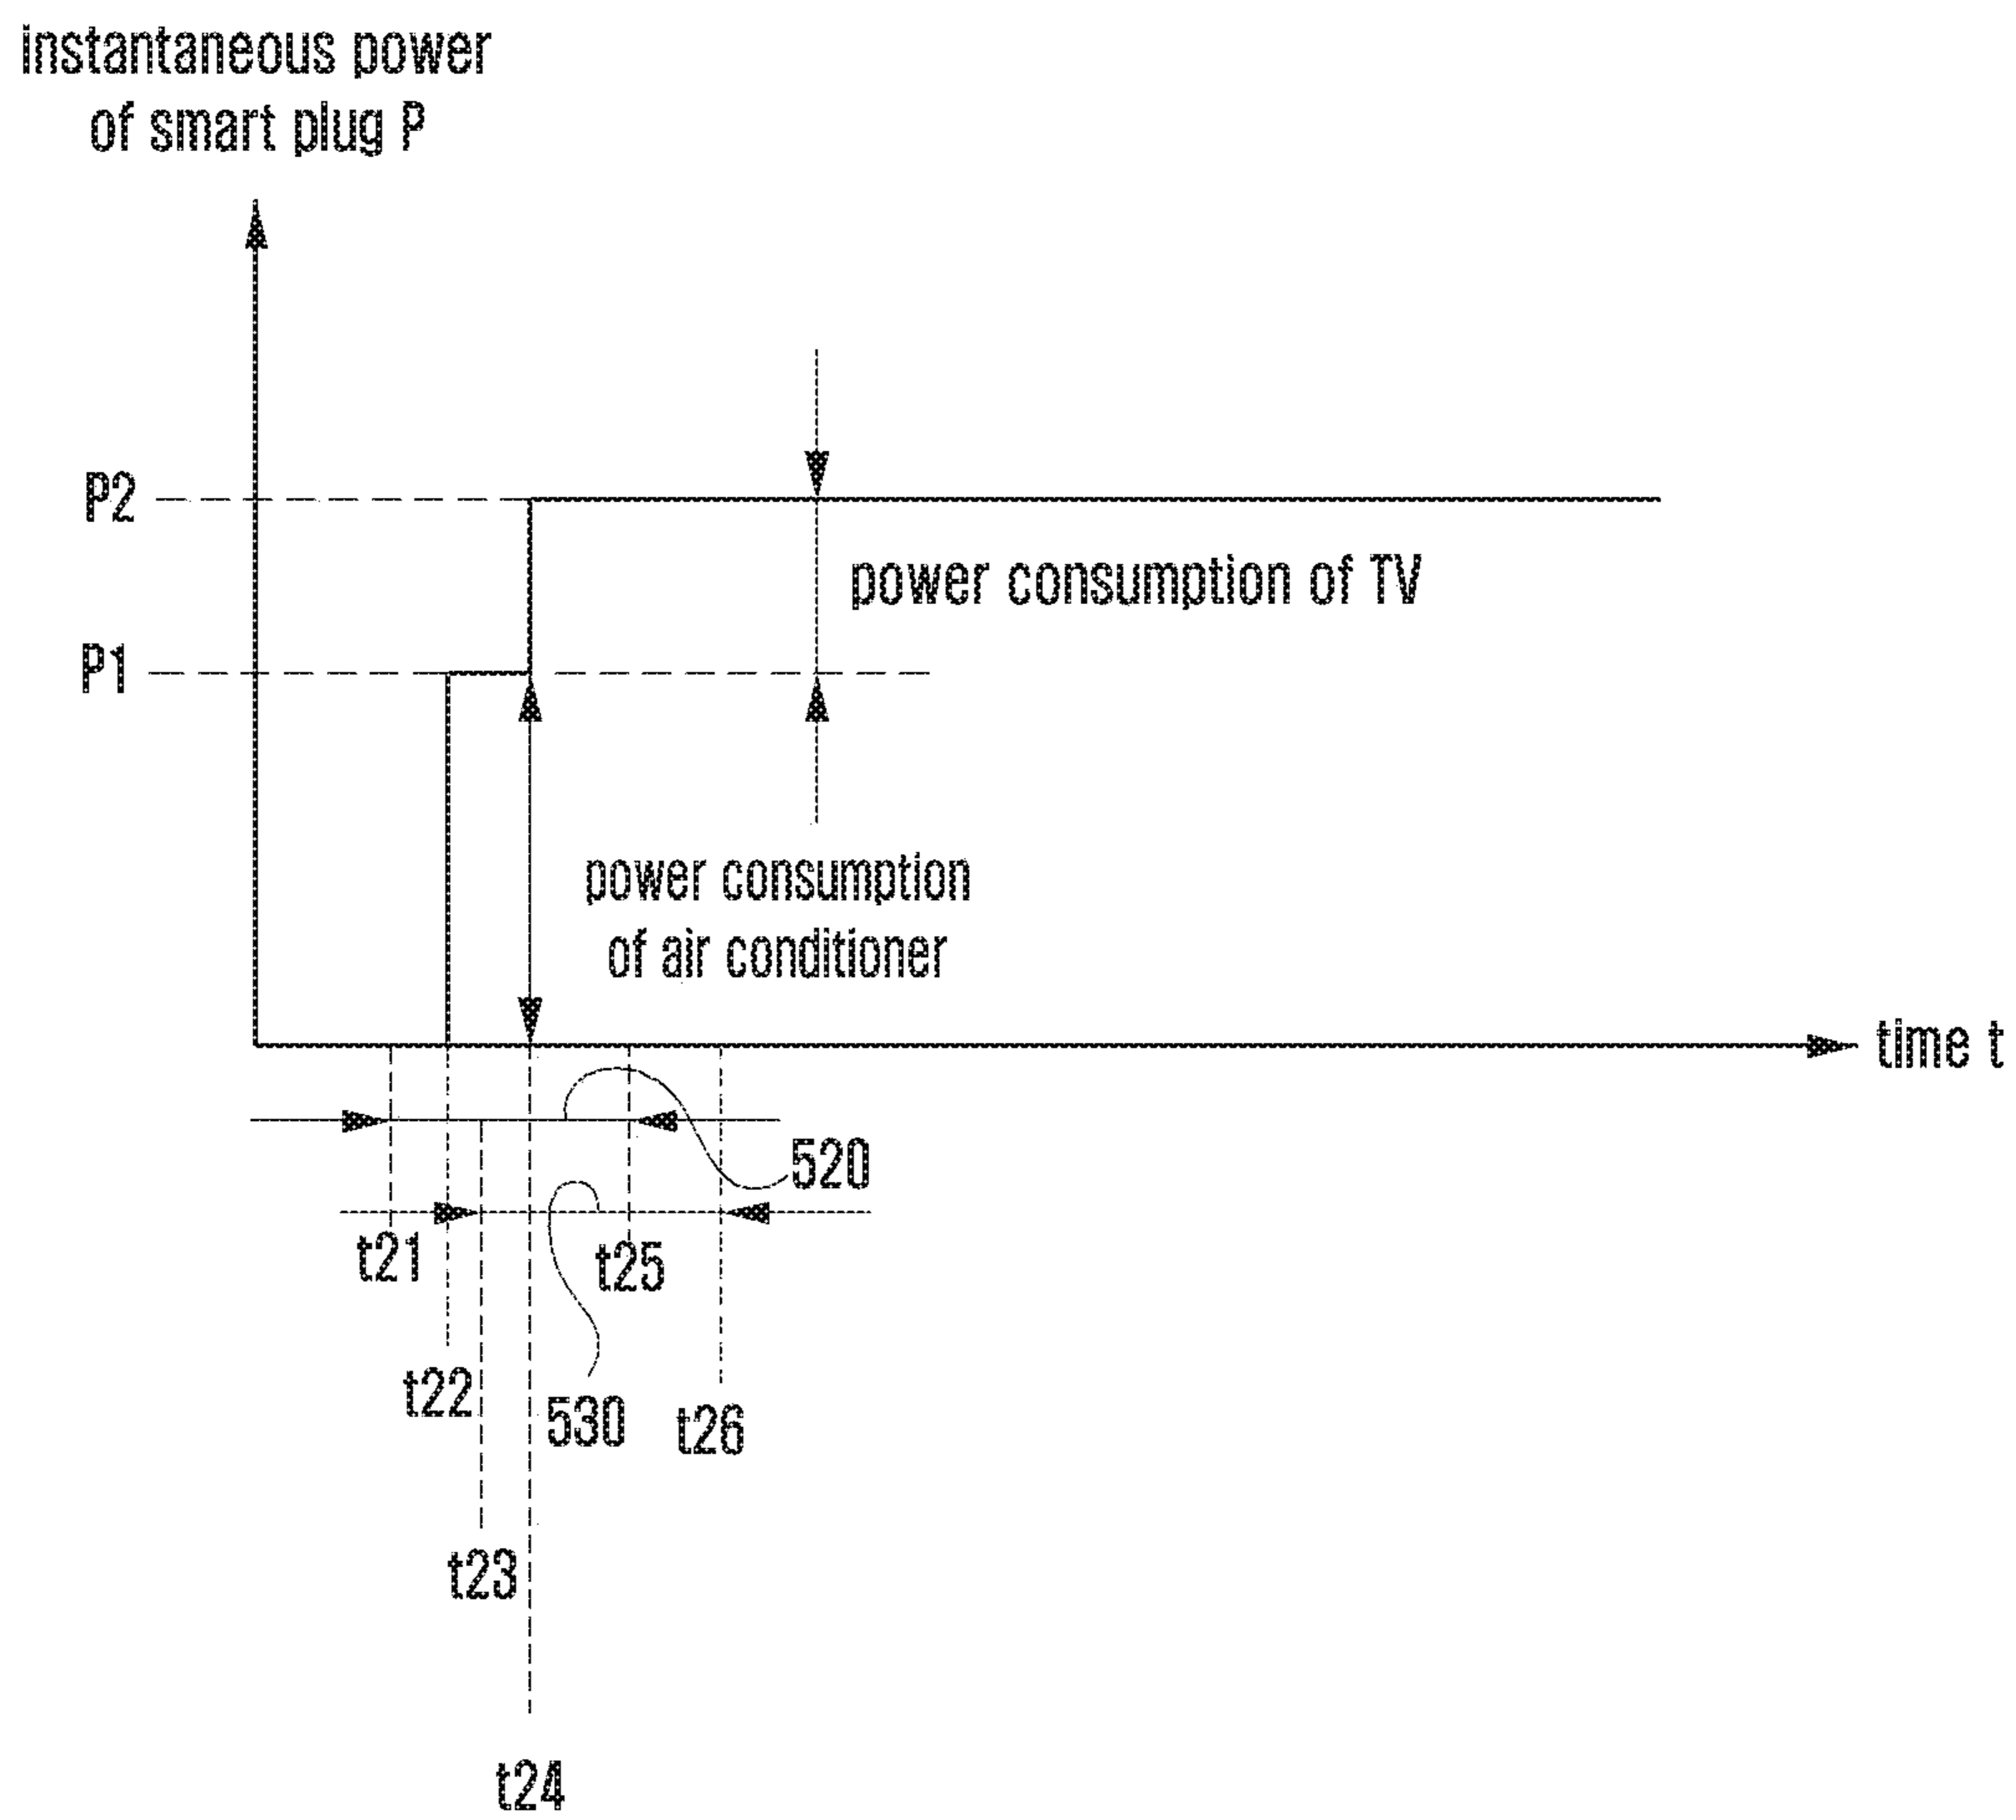 instantaneous power
of smart plug P
P2
power consumption of TV
P1
power consumption
of air conditioner
time t
520
t21
t25
t22
530
t26
t23
t24